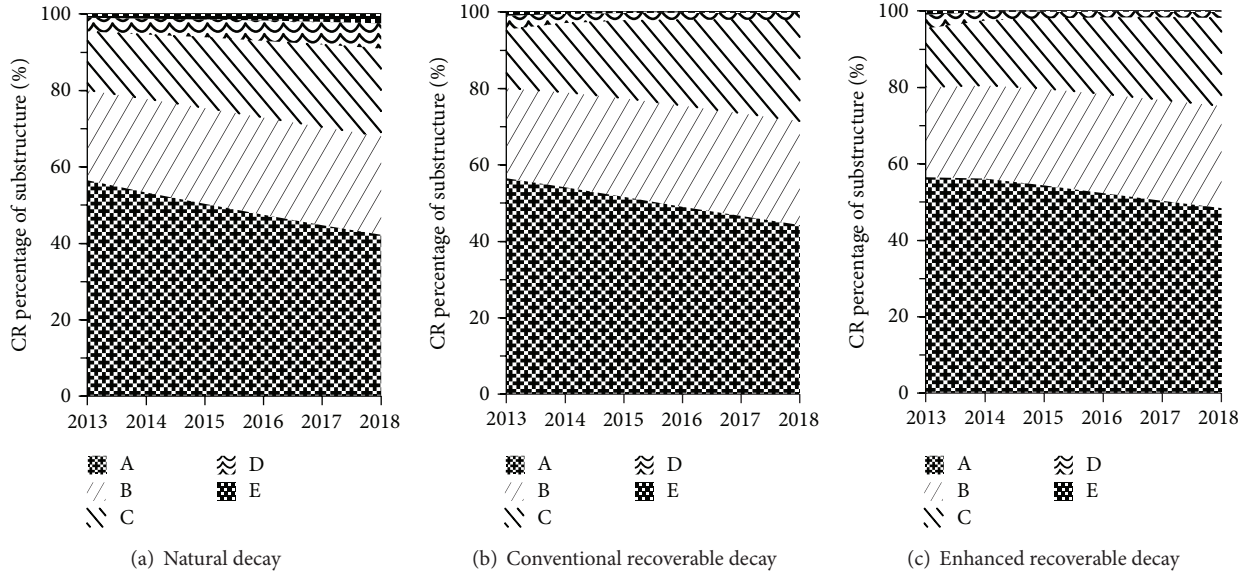 CR percentage of substructure (%)
100
80
60
40
20
0
2013 2014 2015 2016 2017 2018
A D
B E
C
(a) Natural decay
CR percentage of substructure (%)
100
80
60
40
20
0
2013 2014 2015 2016 2017 2018
A D
B E
C
(b) Conventional recoverable decay
CR percentage of substructure (%)
100
80
60
40
20
0
2013 2014 2015 2016 2017 2018
A D
B E
C
(c) Enhanced recoverable decay